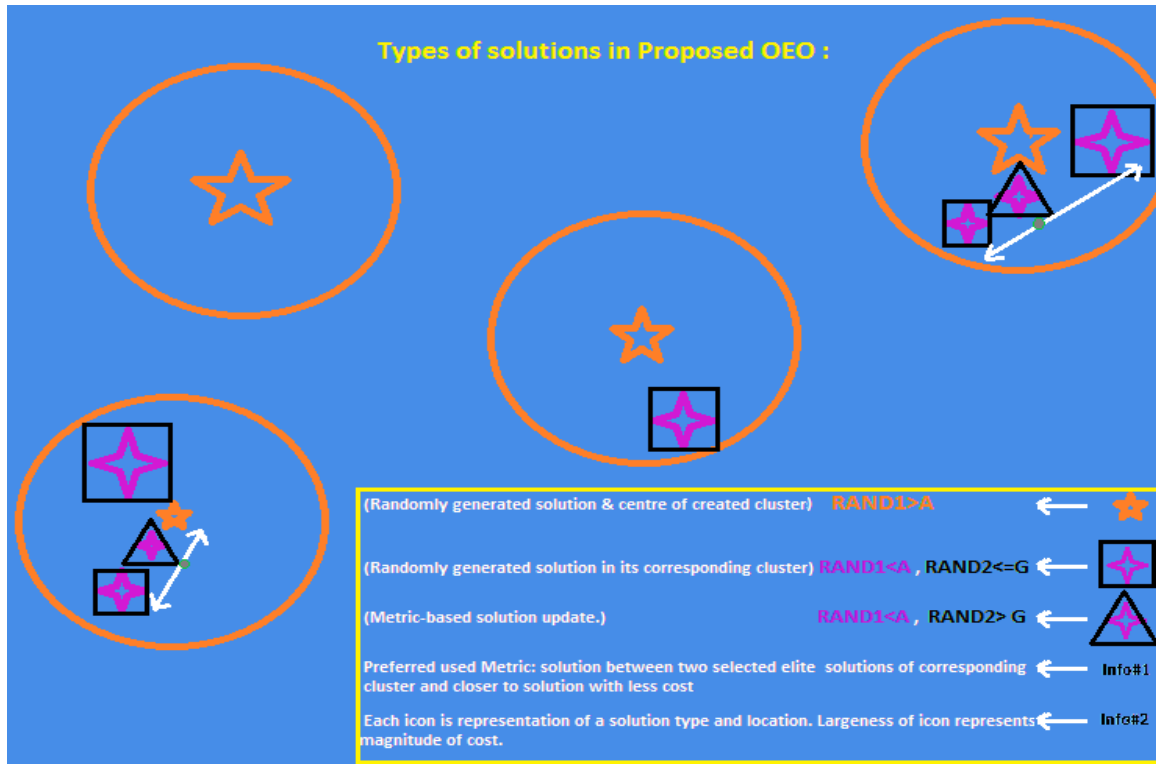 Types of solutions in Proposed OEO :
(Randomly generated solution & centre of created cluster) RAND1>A
(Randomly generated solution in its corresponding cluster) RAND1<A , RAND2<=G
(Metric-based solution update.) RAND1<A , RAND2> G
Preferred used Metric: solution between two selected elite solutions of corresponding Info#1
cluster and closer to solution with less cost
Each icon is representation of a solution type and location. Largeness of icon represents Info#2
magnitude of cost.